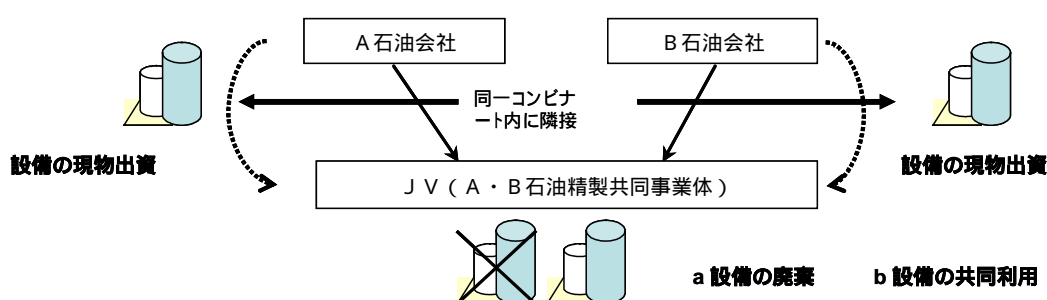 A石油会社
B石油会社
同一コンビナ
ート内に隣接
設備の現物出資
設備の現物出資
JV(A・B石油精製共同事業体)
a 設備の廃棄
b 設備の共同利用